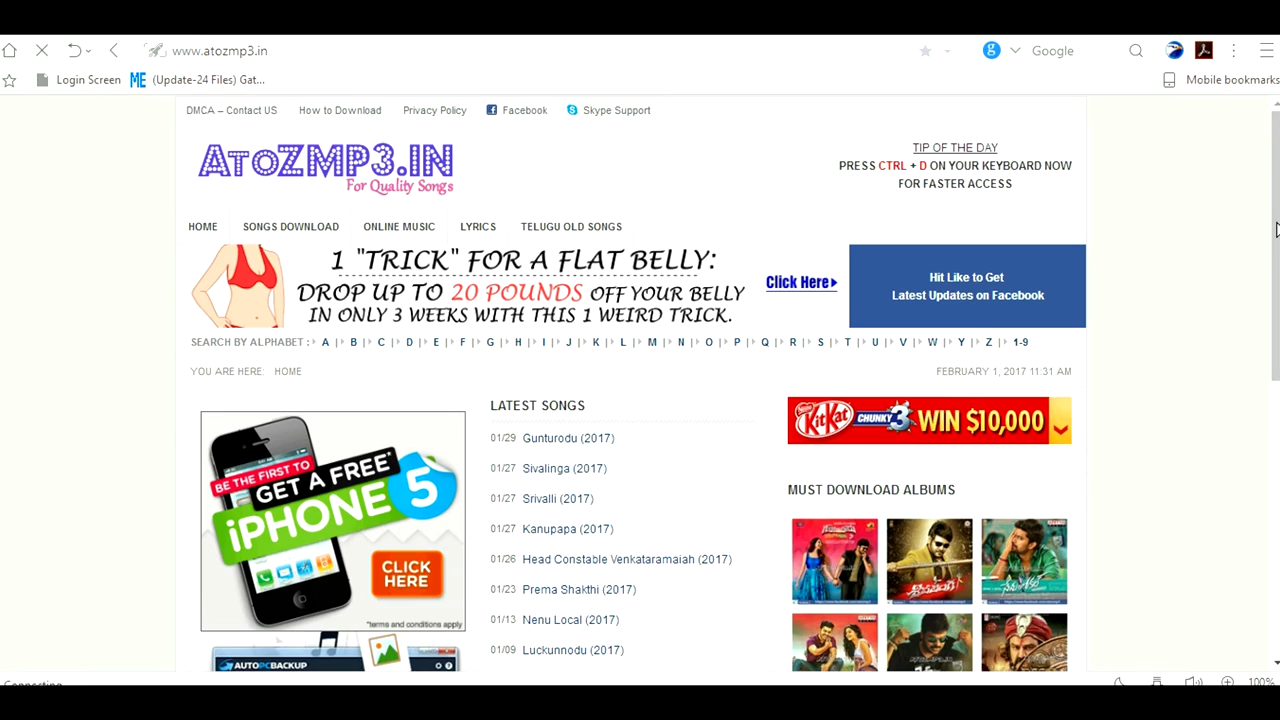 www.atozmp3.in
Google
Login Screen
ME (Update-24 Files) Gat...
Mobile bookmarks
DMCA – Contact US
How to Download
Privacy Policy
Facebook
Skype Support
AtoZMP3.IN
For Quality Songs
TIP OF THE DAY
PRESS CTRL + D ON YOUR KEYBOARD NOW
FOR FASTER ACCESS
HOME
SONGS DOWNLOAD
ONLINE MUSIC
LYRICS
TELUGU OLD SONGS
1 "TRICK" FOR A FLAT BELLY:
DROP UP TO 20 POUNDS OFF YOUR BELLY
IN ONLY 3 WEEKS WITH THIS 1 WEIRD TRICK.
Click Here
Hit Like to Get
Latest Updates on Facebook
SEARCH BY ALPHABET : A | B | C | D | E | F | G | H | I | J | K | L | M | N | O | P | Q | R | S | T | U | V | W | Y | Z | 1-9
YOU ARE HERE: HOME
FEBRUARY 1, 2017 11:31 AM
BE THE FIRST TO
GET A FREE*
iPHONE 5
CLICK
HERE
*terms and conditions apply
AUTOPCBACKUP
LATEST SONGS
01/29 Gunturodu (2017)
01/27 Sivalinga (2017)
01/27 Srivalli (2017)
01/27 Kanupapa (2017)
01/26 Head Constable Venkataramaiah (2017)
01/23 Prema Shakthi (2017)
01/13 Nenu Local (2017)
01/09 Luckunnodu (2017)
Nestle KitKat CHUNKY 3 WIN $10,000
MUST DOWNLOAD ALBUMS
100%